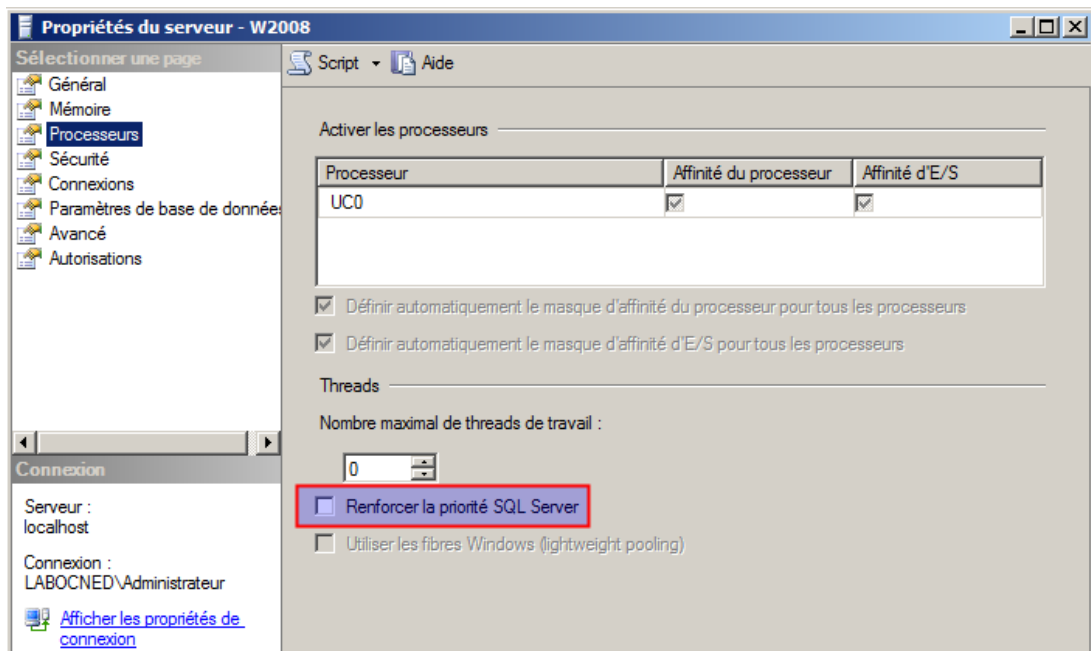 Propriétés du serveur - W2008
Sélectionner une page
Général
Mémoire
Processeurs
Sécurité
Connexions
Paramètres de base de donnée
Avancé
Autorisations
Connexion
Serveur :
localhost
Connexion :
LABOCNED\Administrateur
Afficher les propriétés de
connexion
Script Aide
Activer les processeurs
Processeur Affinité du processeur Affinité d'E/S
UC0
Définir automatiquement le masque d'affinité du processeur pour tous les processeurs
Définir automatiquement le masque d'affinité d'E/S pour tous les processeurs
Threads
Nombre maximal de threads de travail :
0
Renforcer la priorité SQL Server
Utiliser les fibres Windows (lightweight pooling)